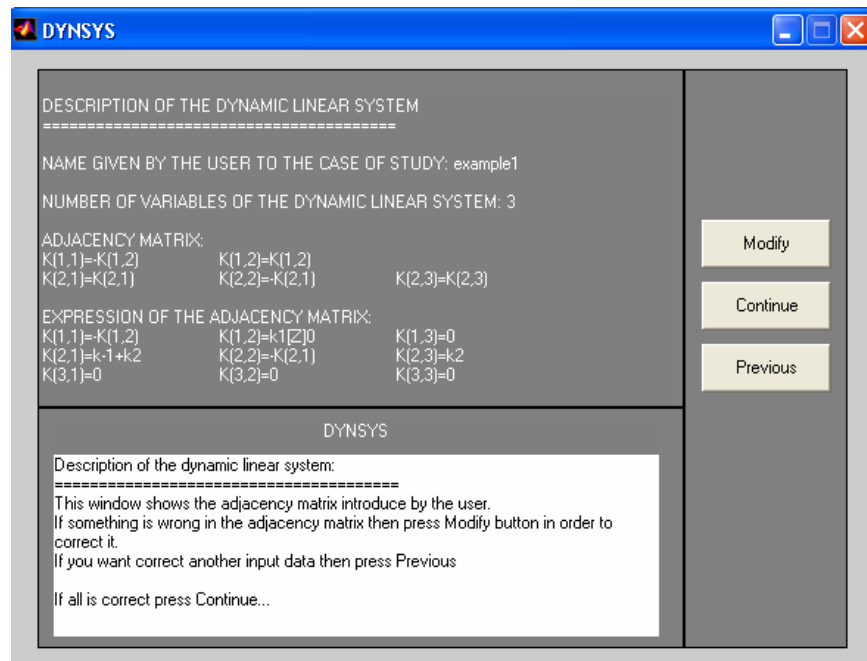 DYNSYS
DESCRIPTION OF THE DYNAMIC LINEAR SYSTEM
========================================
NAME GIVEN BY THE USER TO THE CASE OF STUDY: example1
NUMBER OF VARIABLES OF THE DYNAMIC LINEAR SYSTEM: 3
ADJACENCY MATRIX:
K(1,1)=-K(1,2) K(1,2)=K(1,2)
K(2,1)=K(2,1) K(2,2)=-K(2,1) K(2,3)=K(2,3)
EXPRESSION OF THE ADJACENCY MATRIX:
K(1,1)=-K(1,2) K(1,2)=k1[Z]0 K(1,3)=0
K(2,1)=k-1+k2 K(2,2)=-K(2,1) K(2,3)=k2
K(3,1)=0 K(3,2)=0 K(3,3)=0
Modify
Continue
Previous
DYNSYS
Description of the dynamic linear system:
=======================================
This window shows the adjacency matrix introduce by the user.
If something is wrong in the adjacency matrix then press Modify button in order to
correct it.
If you want correct another input data then press Previous
If all is correct press Continue...